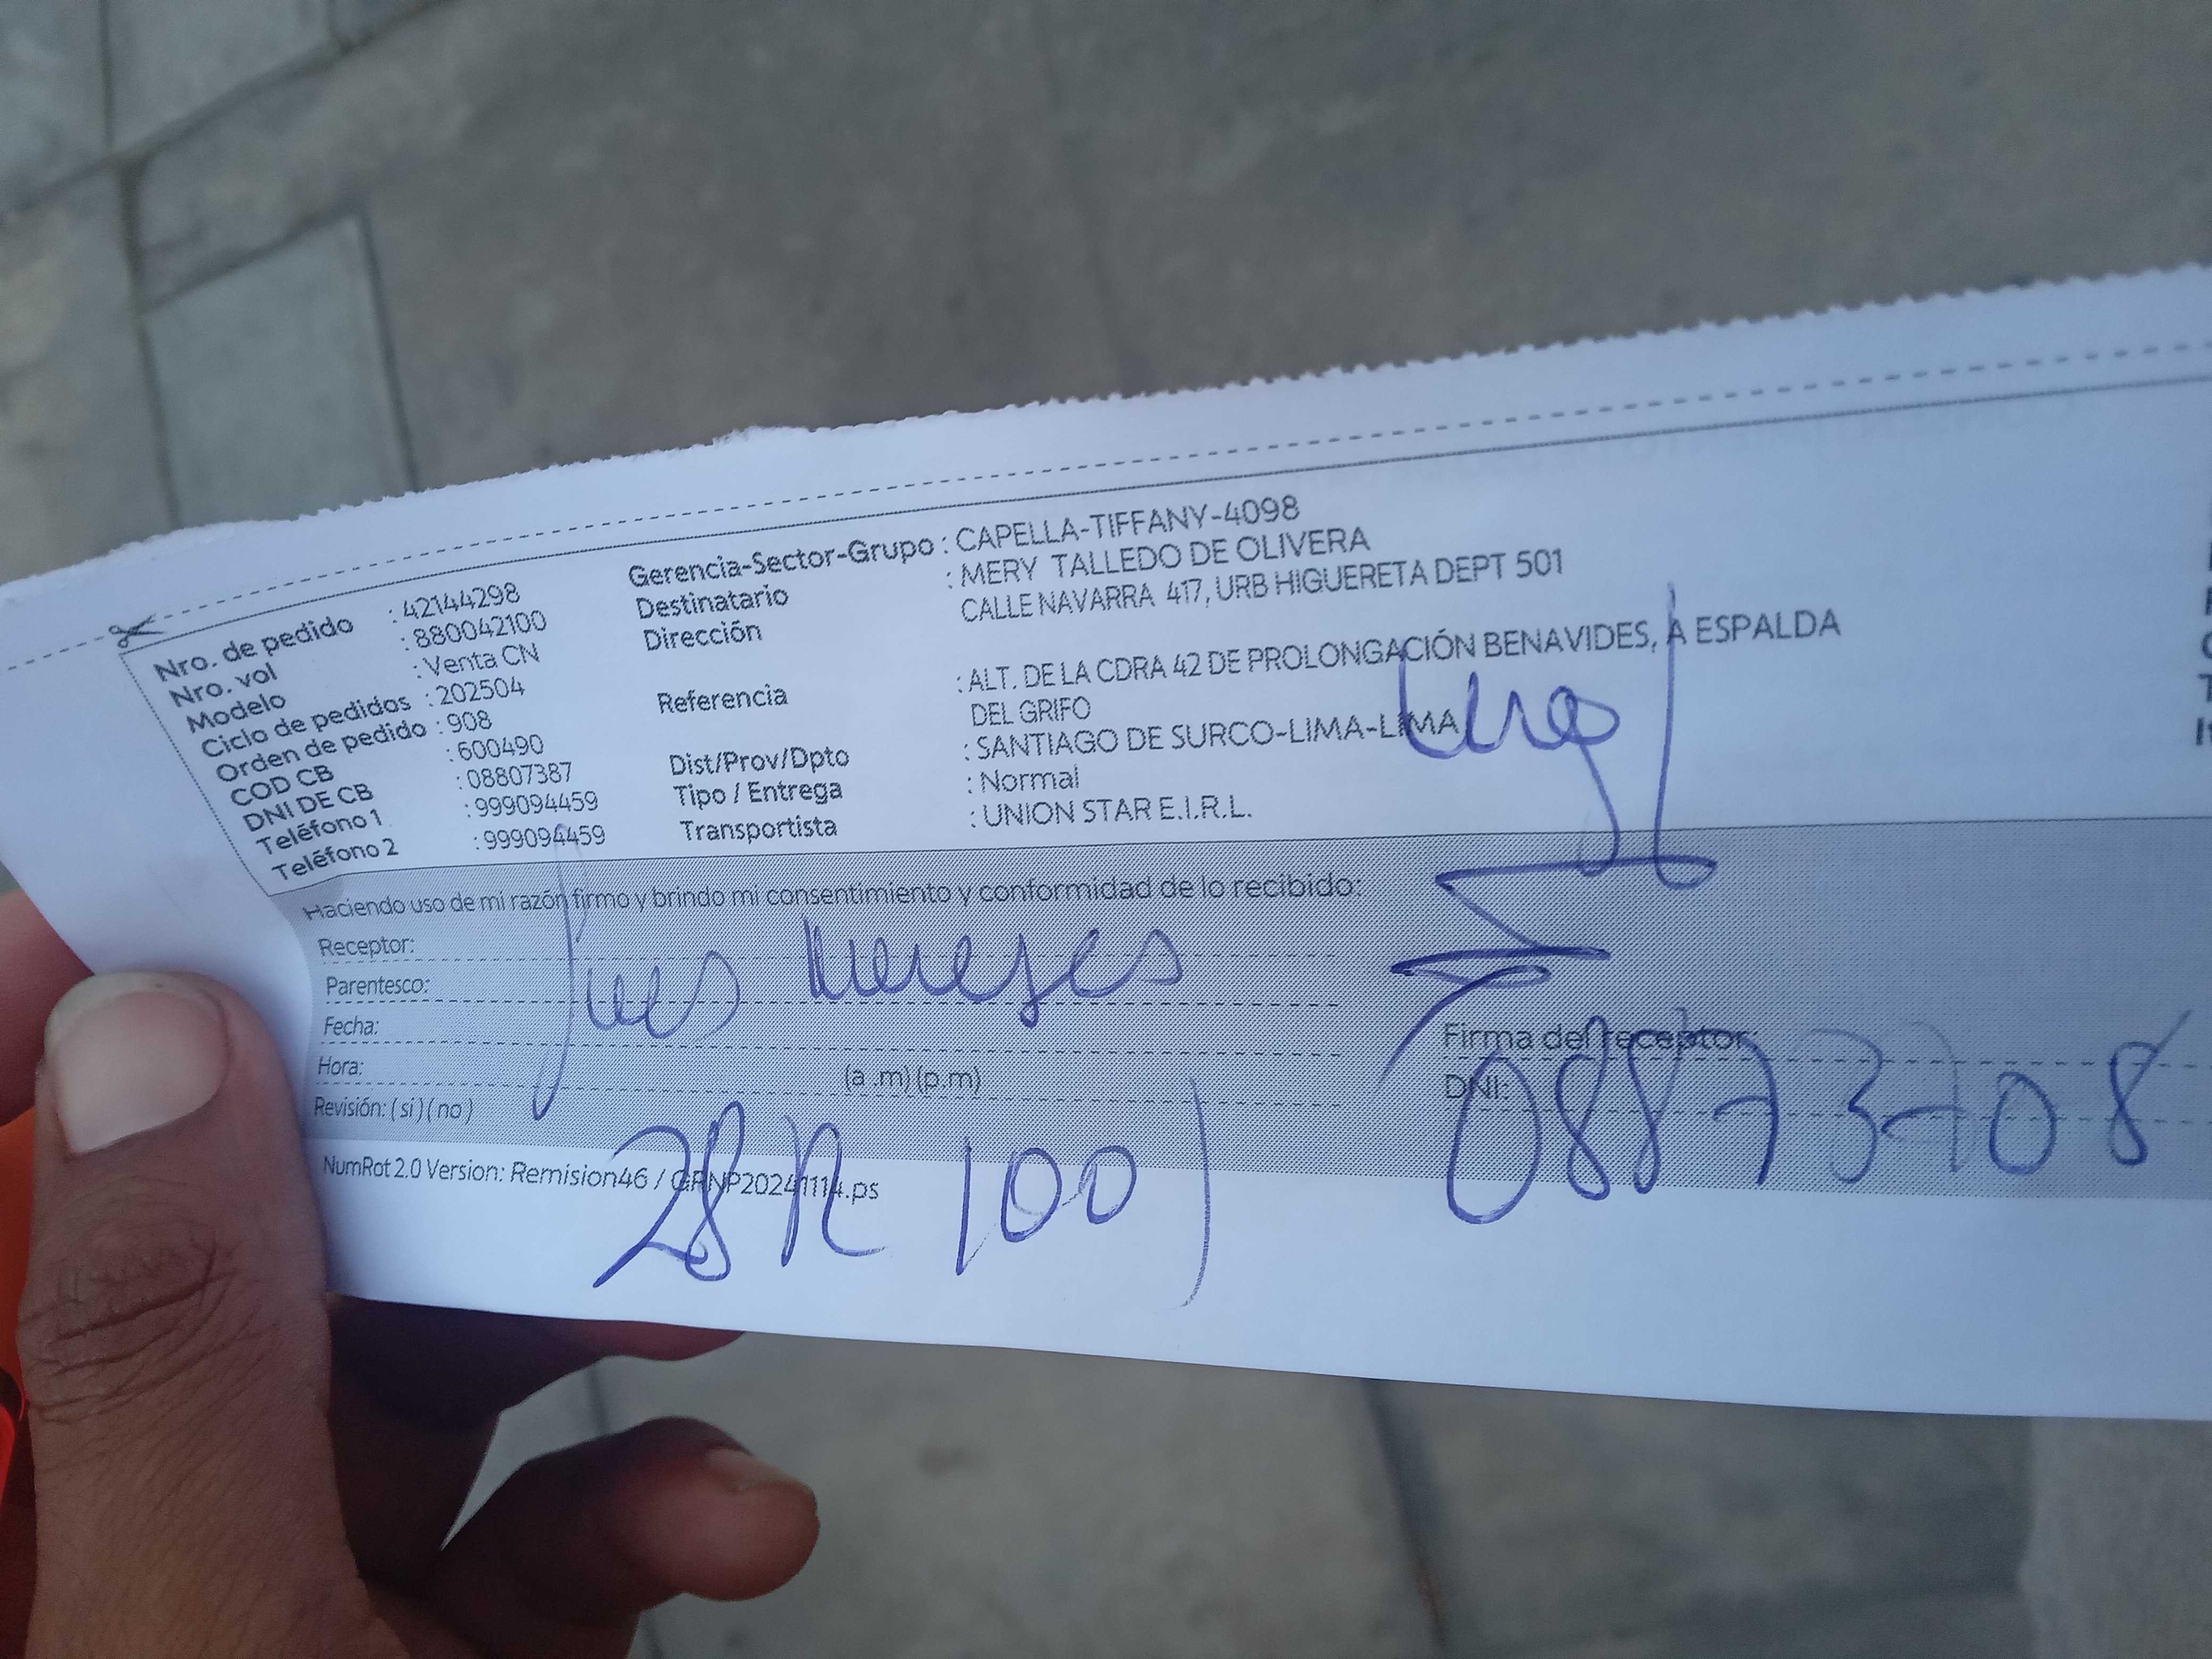 Nro. de pedido : 42144298
Nro. vol : 880042100
Modelo : Venta CN
Ciclo de pedidos : 202504
Orden de pedido : 908
COD CB : 600490
DNI DE CB : 08807387
Teléfono 1 : 999094459
Teléfono 2 : 999094459
Gerencia-Sector-Grupo : CAPELLA-TIFFANY-4098
Destinatario : MERY TALLEDO DE OLIVERA
Dirección CALLE NAVARRA 417, URB HIGUERETA DEPT 501
Referencia : ALT. DE LA CDRA 42 DE PROLONGACIÓN BENAVIDES, A ESPALDA
DEL GRIFO
Dist/Prov/Dpto : SANTIAGO DE SURCO-LIMA-LIMA
Tipo / Entrega : Normal
Transportista : UNION STAR E.I.R.L.
Haciendo uso de mi razón firmo y brindo mi consentimiento y conformidad de lo recibido:
Receptor:
Parentesco:
Fecha:
Hora: (a .m) (p.m)
Revisión: ( si ) ( no )
Firma del receptor:
DNI: 08873708
NumRot 2.0 Version: Remision46 / GRNP20241114.ps